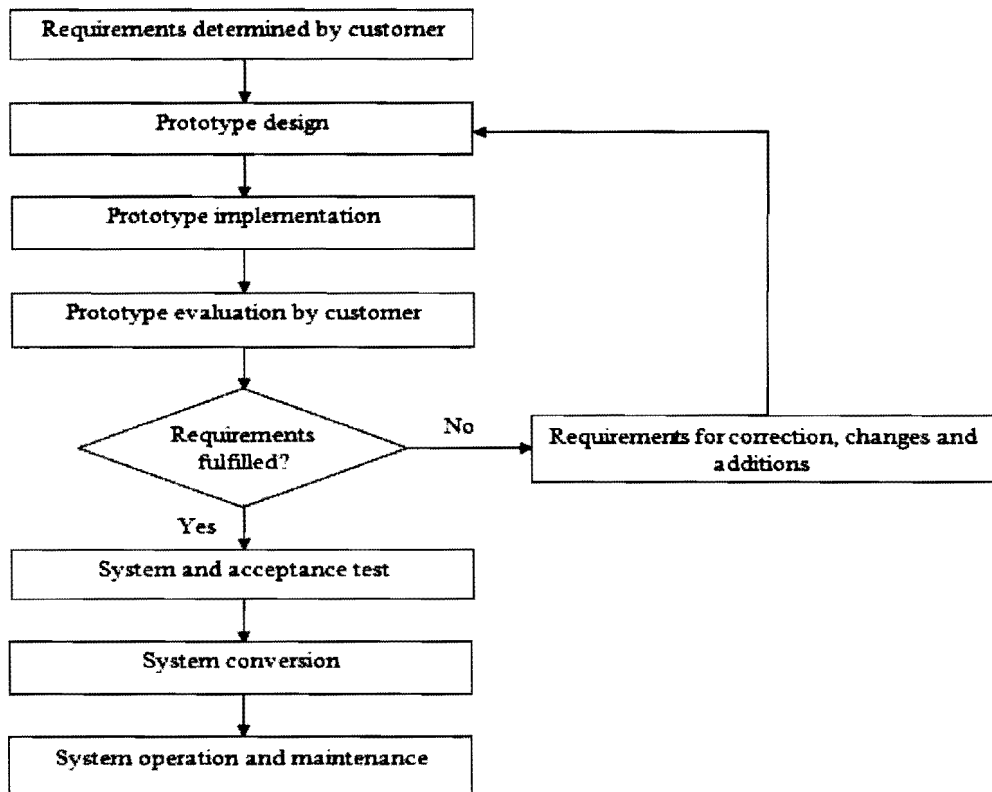 Requirements determined by customer
Prototype design
Prototype implementation
Prototype evaluation by customer
Requirements
fulfilled?
No
Requirements for correction, changes and
additions
Yes
System and acceptance test
System conversion
System operation and maintenance